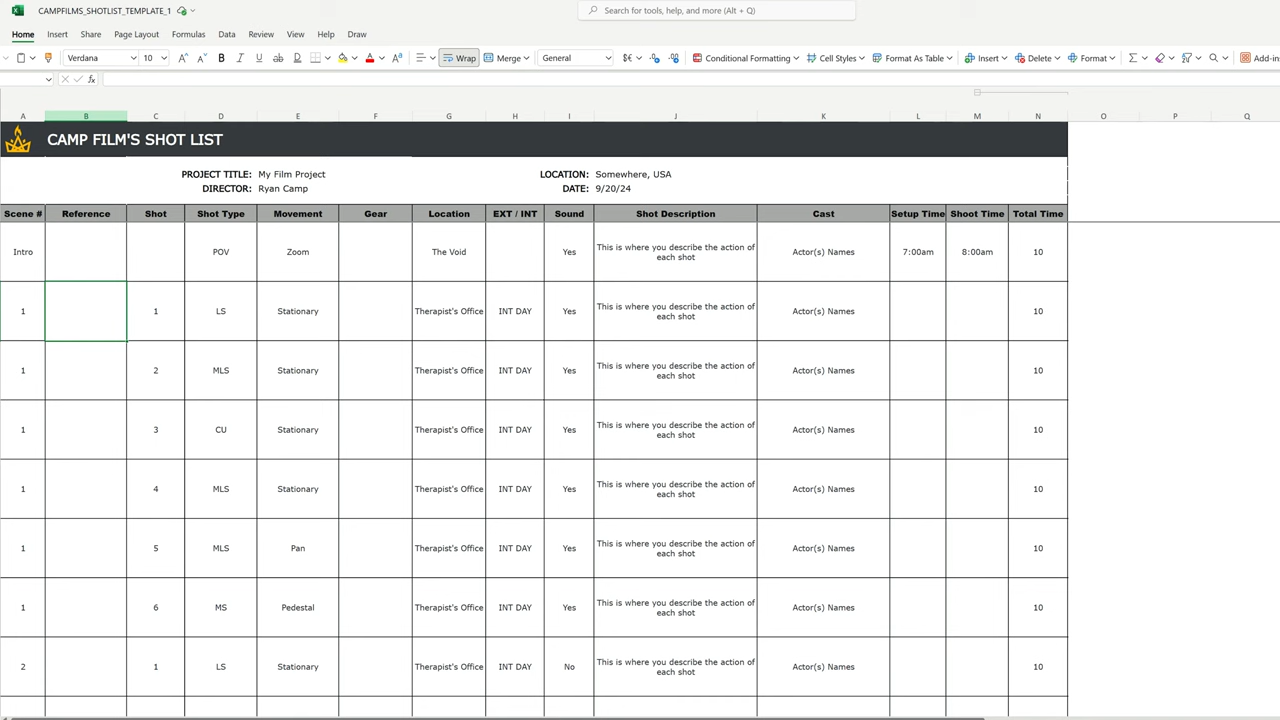 CAMPFILMS_SHOTLIST_TEMPLATE_1
Search for tools, help, and more (Alt + Q)
Home Insert Share Page Layout Formulas Data Review View Help Draw
Verdana 10 A A B I U ab D A A Wrap Merge General $€ Conditional Formatting Cell Styles Format As Table Insert Delete Format Σ Add-ins
fx
A B C D E F G H I J K L M N O P Q
CAMP FILM'S SHOT LIST
PROJECT TITLE: My Film Project LOCATION: Somewhere, USA
DIRECTOR: Ryan Camp DATE: 9/20/24
Scene # Reference Shot Shot Type Movement Gear Location EXT / INT Sound Shot Description Cast Setup Time Shoot Time Total Time
Intro POV Zoom The Void Yes This is where you describe the action of each shot Actor(s) Names 7:00am 8:00am 10
1 1 LS Stationary Therapist's Office INT DAY Yes This is where you describe the action of each shot Actor(s) Names 10
1 2 MLS Stationary Therapist's Office INT DAY Yes This is where you describe the action of each shot Actor(s) Names 10
1 3 CU Stationary Therapist's Office INT DAY Yes This is where you describe the action of each shot Actor(s) Names 10
1 4 MLS Stationary Therapist's Office INT DAY Yes This is where you describe the action of each shot Actor(s) Names 10
1 5 MLS Pan Therapist's Office INT DAY Yes This is where you describe the action of each shot Actor(s) Names 10
1 6 MS Pedestal Therapist's Office INT DAY Yes This is where you describe the action of each shot Actor(s) Names 10
2 1 LS Stationary Therapist's Office INT DAY No This is where you describe the action of each shot Actor(s) Names 10